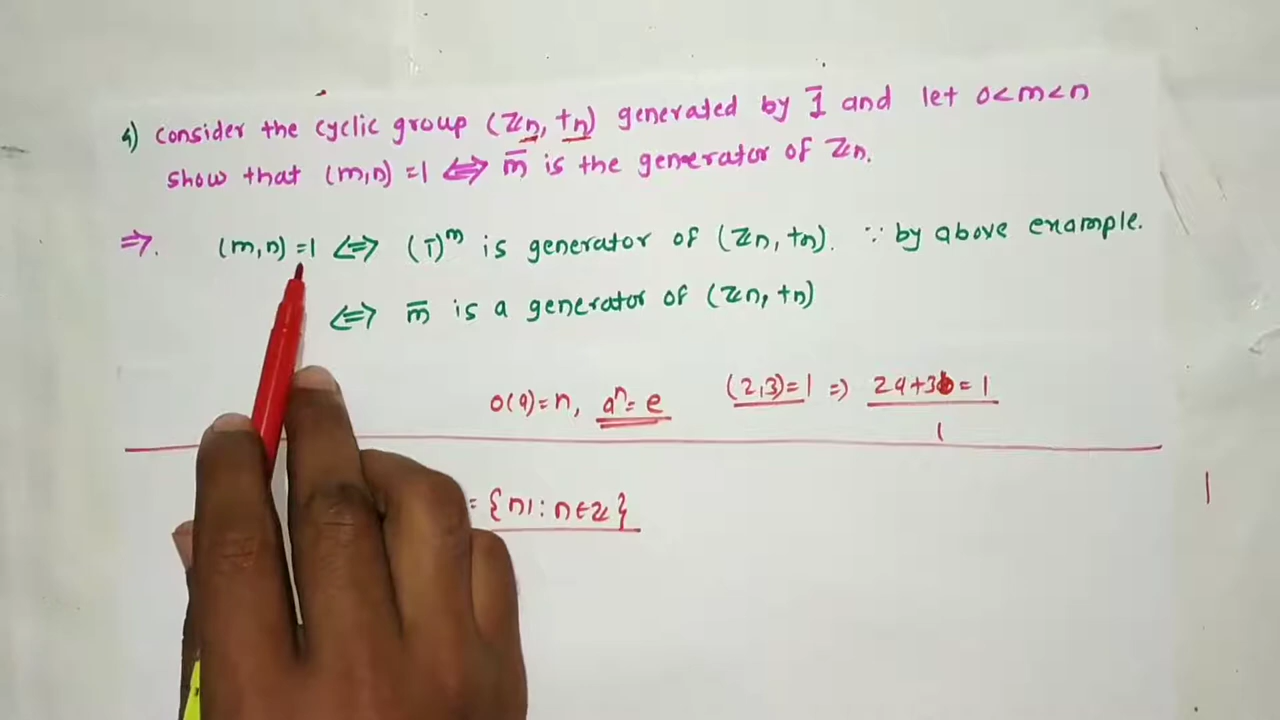 4) Consider the cyclic group (Zn, +n) generated by 1̄ and let 0<m<n
show that (m,n) =1 ⇔ m̄ is the generator of Zn.
⇒. (m,n) =1 ⇔ (1̄)ᵐ is generator of (Zn, +n). ∵ by above example.
⇔ m̄ is a generator of (Zn, +n)
o(a)=n, aⁿ= e (2,3)=1 ⇒ 2a+3b=1
1
= {n1 : n∈Z}